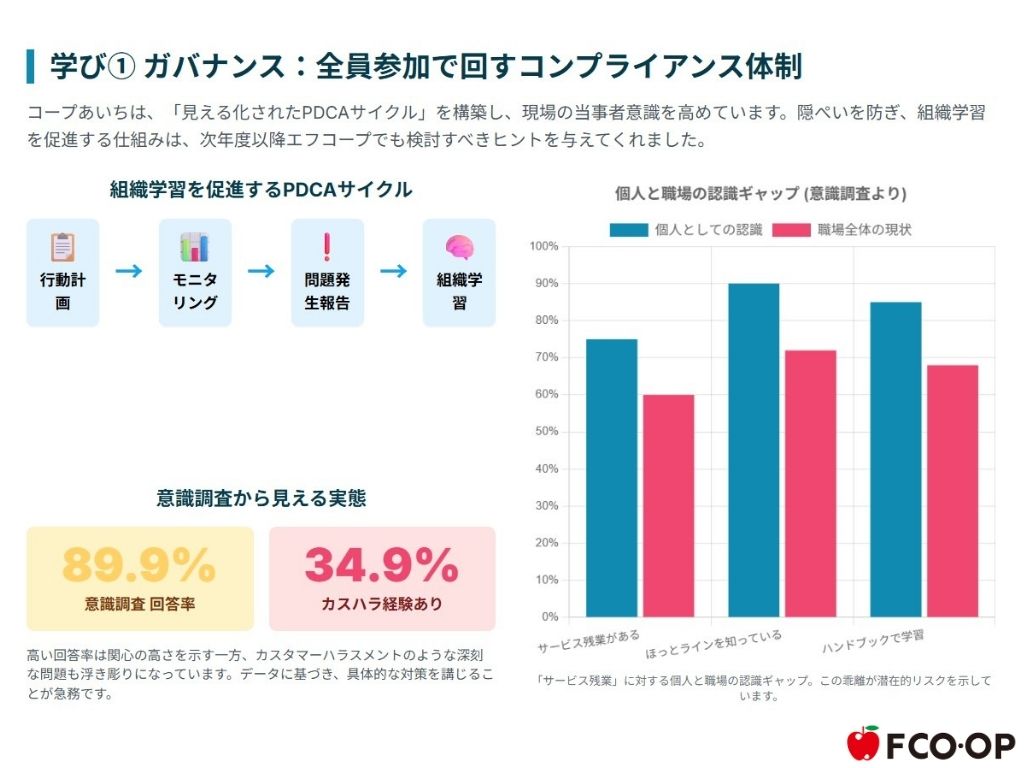 学び① ガバナンス：全員参加で回すコンプライアンス体制
コープあいちは、「見える化されたPDCAサイクル」を構築し、現場の当事者意識を高めています。隠ぺいを防ぎ、組織学習
を促進する仕組みは、次年度以降エフコープでも検討すべきヒントを与えてくれました。
組織学習を促進するPDCAサイクル
行動計
画
→
モニタ
リング
→
問題発
生報告
→
組織学
習
意識調査から見える実態
89.9%
意識調査 回答率
34.9%
カスハラ経験あり
高い回答率は関心の高さを示す一方、カスタマーハラスメントのような深刻
な問題も浮き彫りになっています。データに基づき、具体的な対策を講じるこ
とが急務です。
個人と職場の認識ギャップ (意識調査より)
個人としての認識
職場全体の現状
100%
90%
80%
70%
60%
50%
40%
30%
20%
10%
0%
サービス残業がある
ほっとラインを知っている
ハンドブックで学習
「サービス残業」に対する個人と職場の認識ギャップ。この乖離が潜在的リスクを示して
います。
FCO·OP